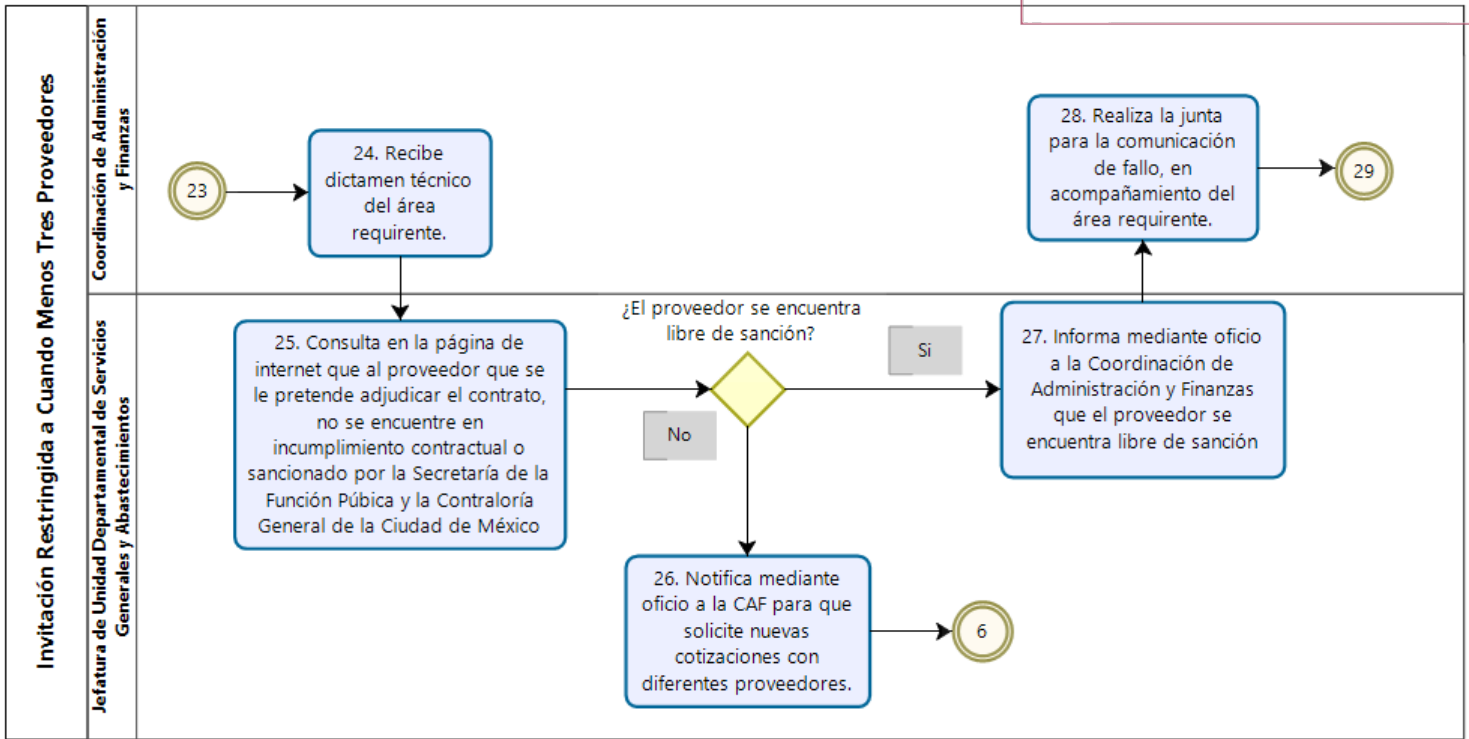 Invitación Restringida a Cuando Menos Tres Proveedores
Coordinación de Administración
y Finanzas
23
24. Recibe
dictamen técnico
del área
requirente.
28. Realiza la junta
para la comunicación
de fallo, en
acompañamiento del
área requirente.
29
Jefatura de Unidad Departamental de Servicios
Generales y Abastecimientos
25. Consulta en la página de
internet que al proveedor que se
le pretende adjudicar el contrato,
no se encuentre en
incumplimiento contractual o
sancionado por la Secretaría de la
Función Púbica y la Contraloría
General de la Ciudad de México
¿El proveedor se encuentra
libre de sanción?
Si
No
27. Informa mediante oficio
a la Coordinación de
Administración y Finanzas
que el proveedor se
encuentra libre de sanción
26. Notifica mediante
oficio a la CAF para que
solicite nuevas
cotizaciones con
diferentes proveedores.
6